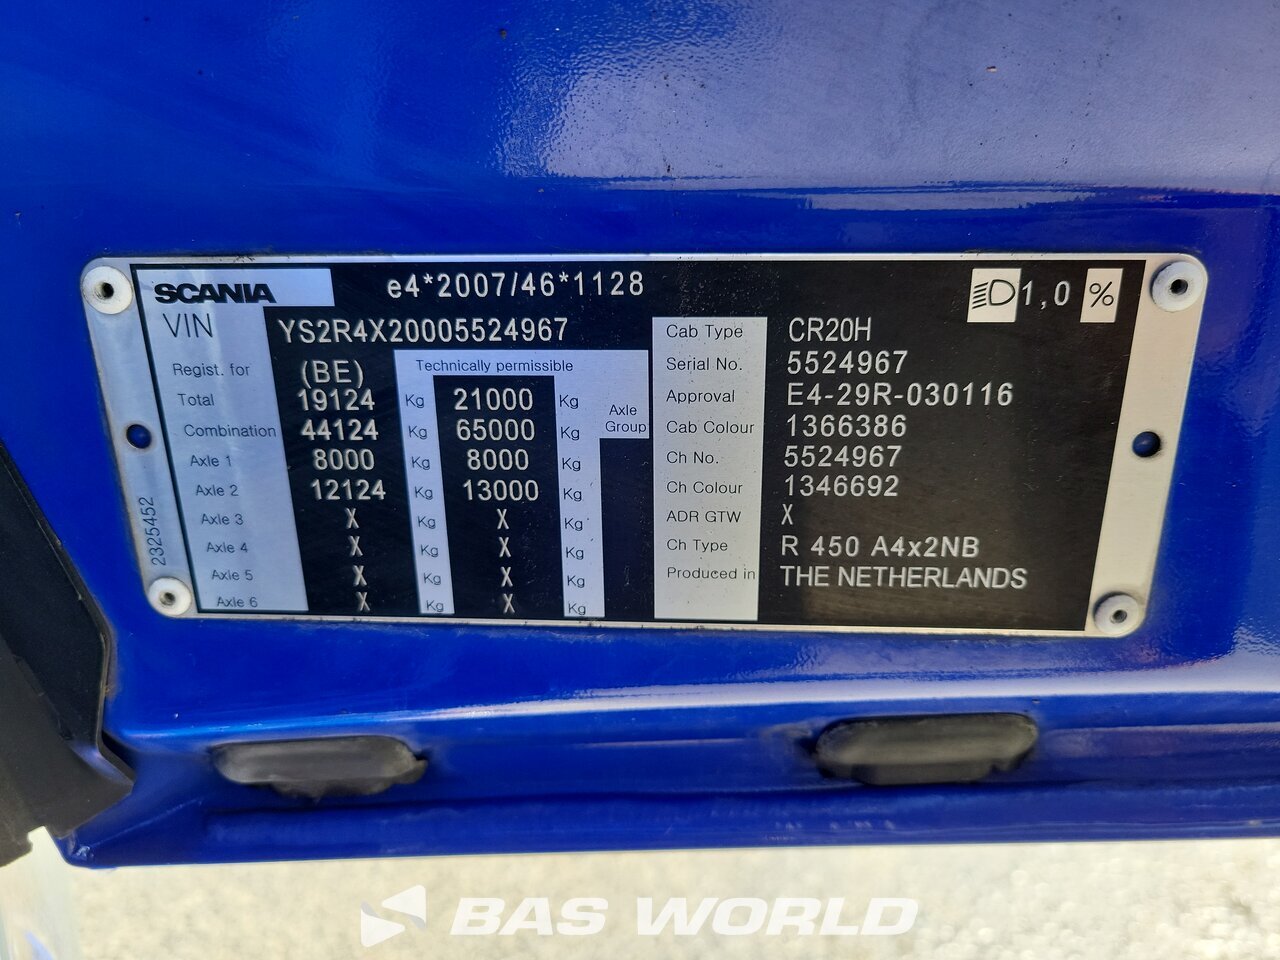 SCANIA e4*2007/46*1128 1,0 %
VIN YS2R4X20005524967
Regist. for (BE) Technically permissible
Total 19124 Kg 21000 Kg Axle Group
Combination 44124 Kg 65000 Kg
Axle 1 8000 Kg 8000 Kg
Axle 2 12124 Kg 13000 Kg
Axle 3 X Kg X Kg
Axle 4 X Kg X Kg
Axle 5 X Kg X Kg
Axle 6 X Kg X Kg
Cab Type CR20H
Serial No. 5524967
Approval E4-29R-030116
Cab Colour 1366386
Ch No. 5524967
Ch Colour 1346692
ADR GTW X
Ch Type R 450 A4x2NB
Produced in THE NETHERLANDS
2325452
BAS WORLD